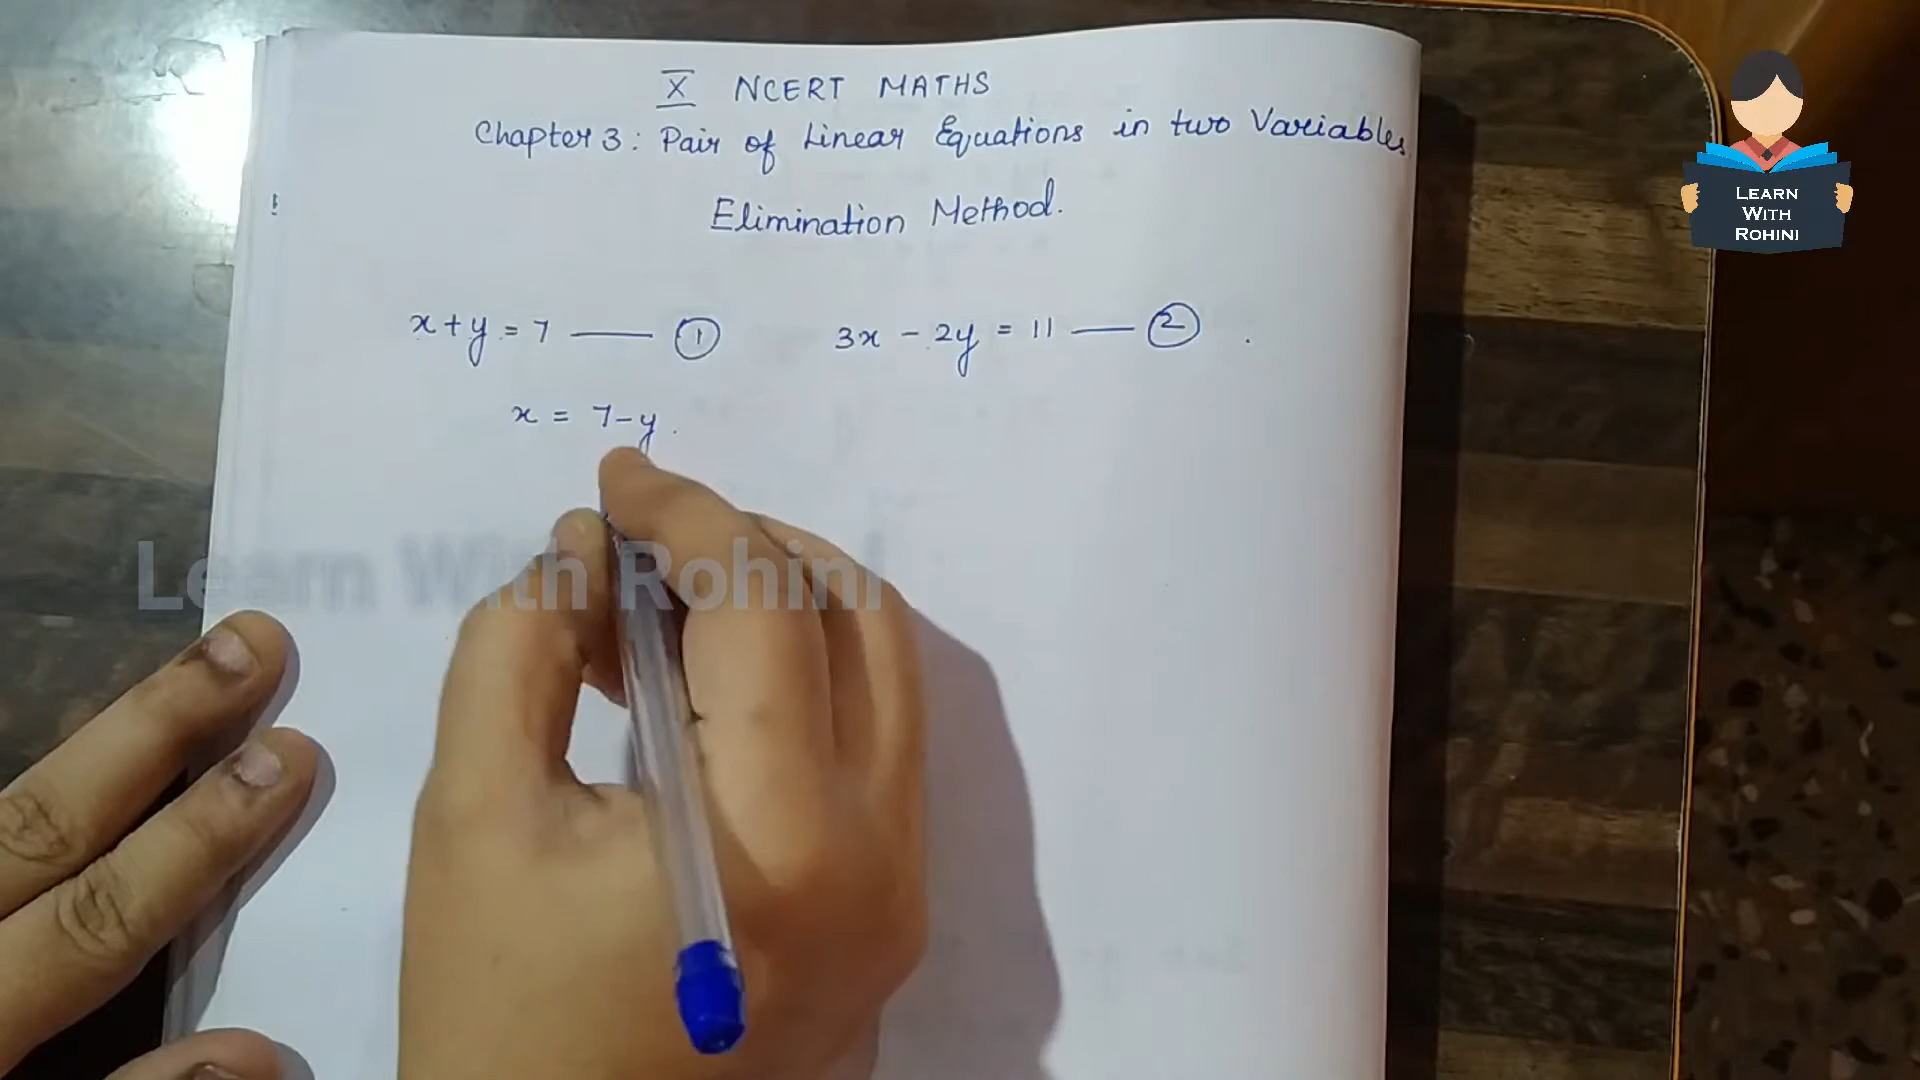 X NCERT MATHS
Chapter 3: Pair of Linear Equations in two Variables.
Elimination Method.
x+y = 7 —— ① 3x - 2y = 11 —— ② .
x = 7-y.
Learn With Rohini
LEARN
WITH
ROHINI